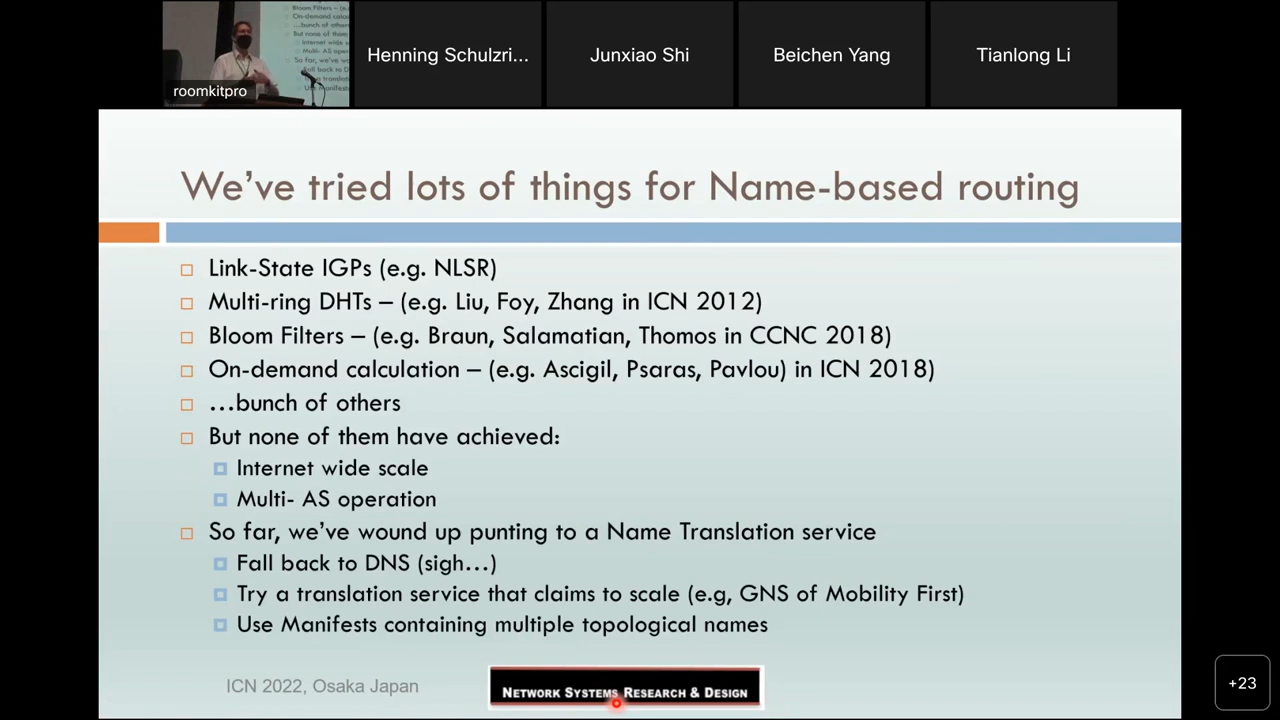 roomkitpro
Henning Schulzri...
Junxiao Shi
Beichen Yang
Tianlong Li
We've tried lots of things for Name-based routing
Link-State IGPs (e.g. NLSR)
Multi-ring DHTs – (e.g. Liu, Foy, Zhang in ICN 2012)
Bloom Filters – (e.g. Braun, Salamatian, Thomos in CCNC 2018)
On-demand calculation – (e.g. Ascigil, Psaras, Pavlou) in ICN 2018)
...bunch of others
But none of them have achieved:
Internet wide scale
Multi- AS operation
So far, we've wound up punting to a Name Translation service
Fall back to DNS (sigh...)
Try a translation service that claims to scale (e.g, GNS of Mobility First)
Use Manifests containing multiple topological names
ICN 2022, Osaka Japan
NETWORK SYSTEMS RESEARCH & DESIGN
+23